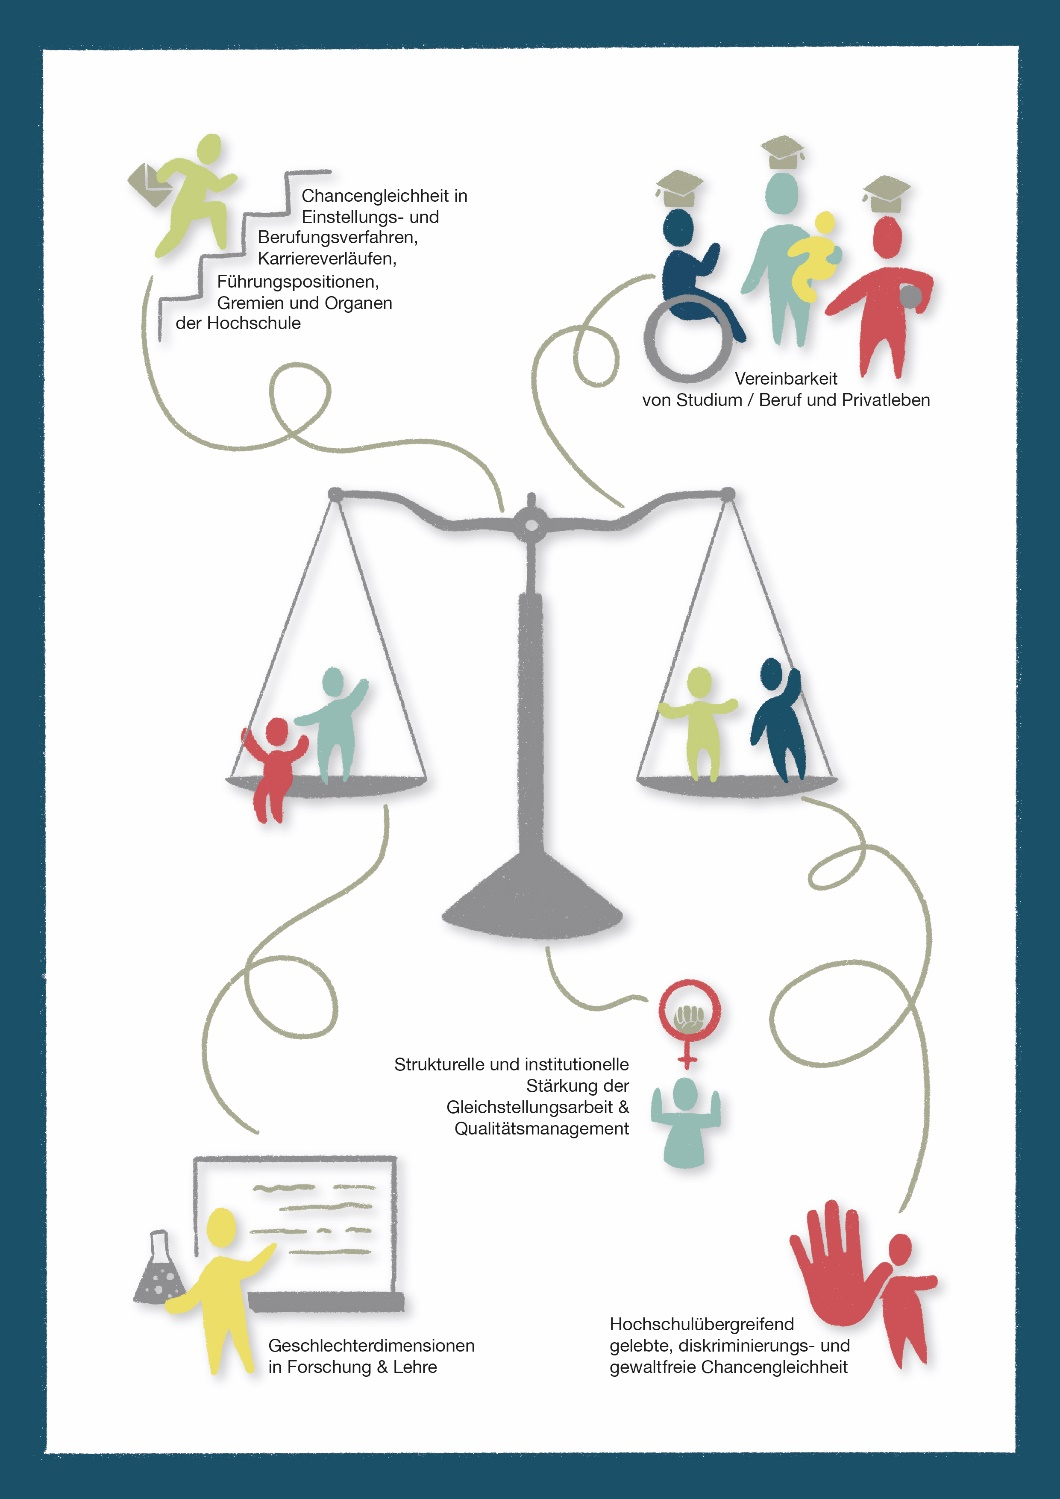 Chancengleichheit in
Einstellungs- und
Berufungsverfahren,
Karriereverläufen,
Führungspositionen,
Gremien und Organen
der Hochschule
Vereinbarkeit
von Studium / Beruf und Privatleben
Strukturelle und institutionelle
Stärkung der
Gleichstellungsarbeit &
Qualitätsmanagement
Geschlechterdimensionen
in Forschung & Lehre
Hochschulübergreifend
gelebte, diskriminierungs- und
gewaltfreie Chancengleichheit